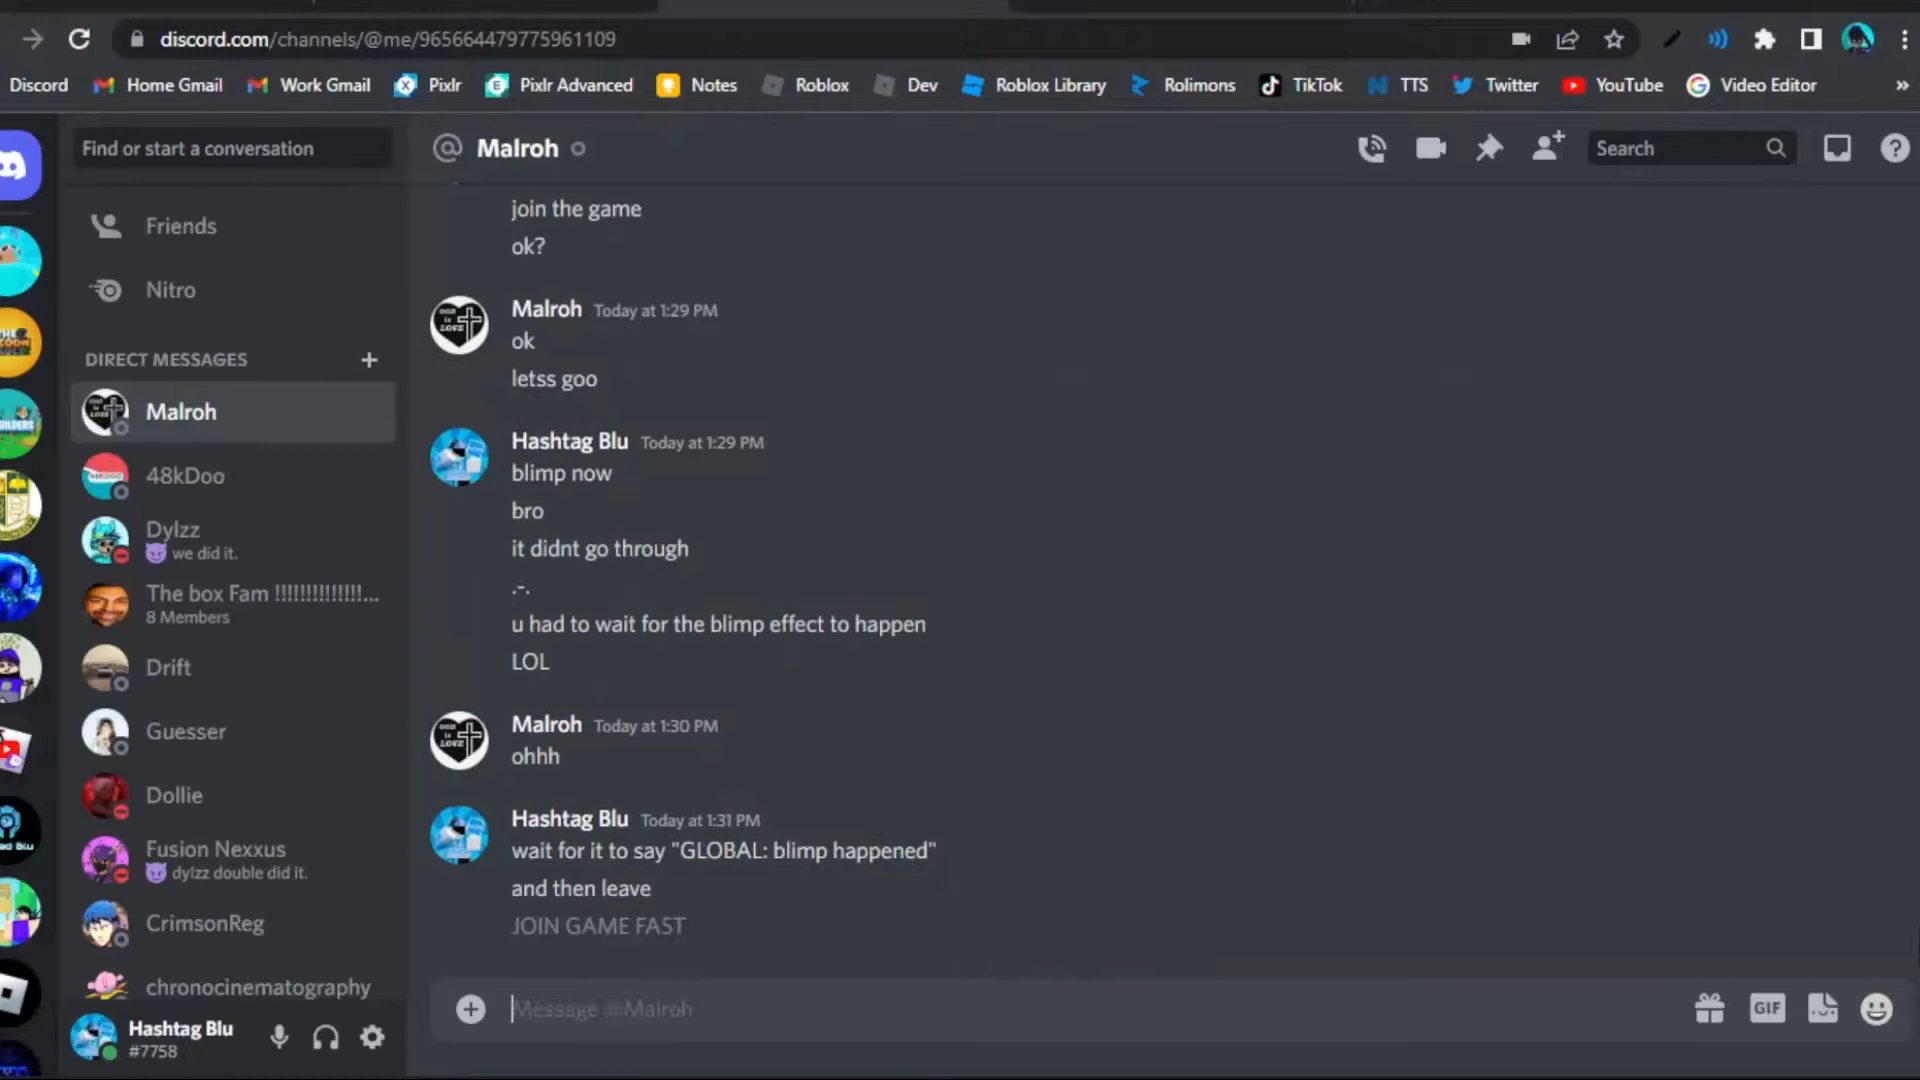 discord.com/channels/@me/965664479775961109
Discord Home Gmail Work Gmail Pixlr Pixlr Advanced Notes Roblox Dev Roblox Library Rolimons TikTok TTS Twitter YouTube Video Editor »
Find or start a conversation
Friends
Nitro
DIRECT MESSAGES
Malroh
48kDoo
Dylzz
we did it.
The box Fam !!!!!!!!!!!!!!...
8 Members
Drift
Guesser
Dollie
Fusion Nexxus
dylzz double did it.
CrimsonReg
chronocinematography
Hashtag Blu
#7758
Malroh
Search
join the game
ok?
Malroh Today at 1:29 PM
ok
letss goo
Hashtag Blu Today at 1:29 PM
blimp now
bro
it didnt go through
.-.
u had to wait for the blimp effect to happen
LOL
Malroh Today at 1:30 PM
ohhh
Hashtag Blu Today at 1:31 PM
wait for it to say "GLOBAL: blimp happened"
and then leave
JOIN GAME FAST
Message @Malroh
GIF